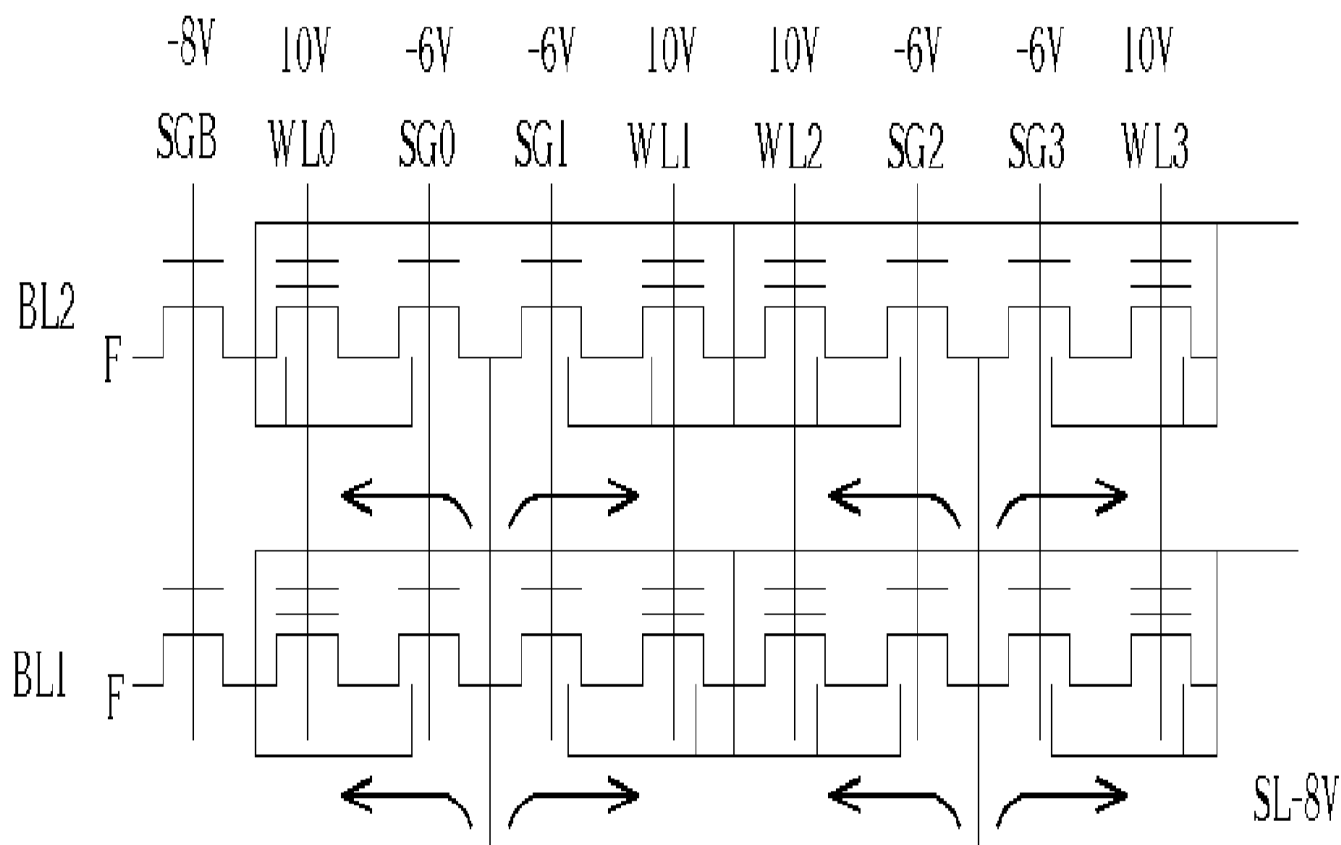 -8V 10V -6V -6V 10V 10V -6V -6V 10V
SGB WL0 SG0 SG1 WL1 WL2 SG2 SG3 WL3
BL2
F
BL1
F
SL-8V